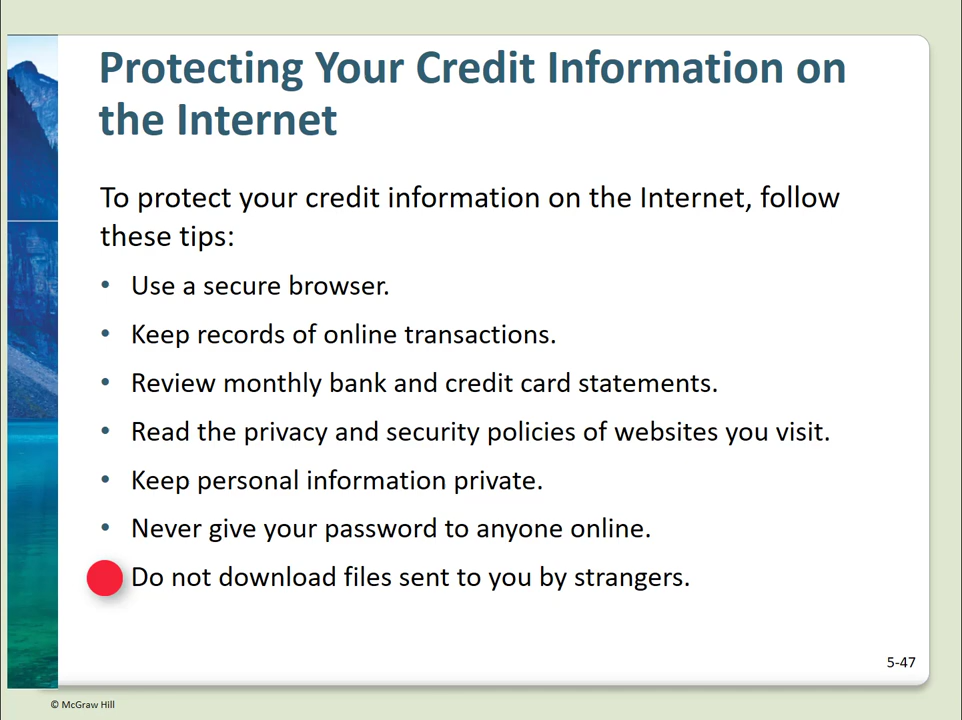 Protecting Your Credit Information on
the Internet
To protect your credit information on the Internet, follow
these tips:
• Use a secure browser.
• Keep records of online transactions.
• Review monthly bank and credit card statements.
• Read the privacy and security policies of websites you visit.
• Keep personal information private.
• Never give your password to anyone online.
Do not download files sent to you by strangers.
5-47
© McGraw Hill